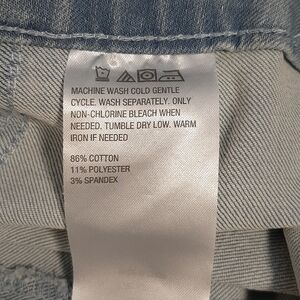 MACHINE WASH COLD GENTLE
CYCLE. WASH SEPARATELY. ONLY
NON-CHLORINE BLEACH WHEN
NEEDED. TUMBLE DRY LOW. WARM
IRON IF NEEDED
86% COTTON
11% POLYESTER
3% SPANDEX